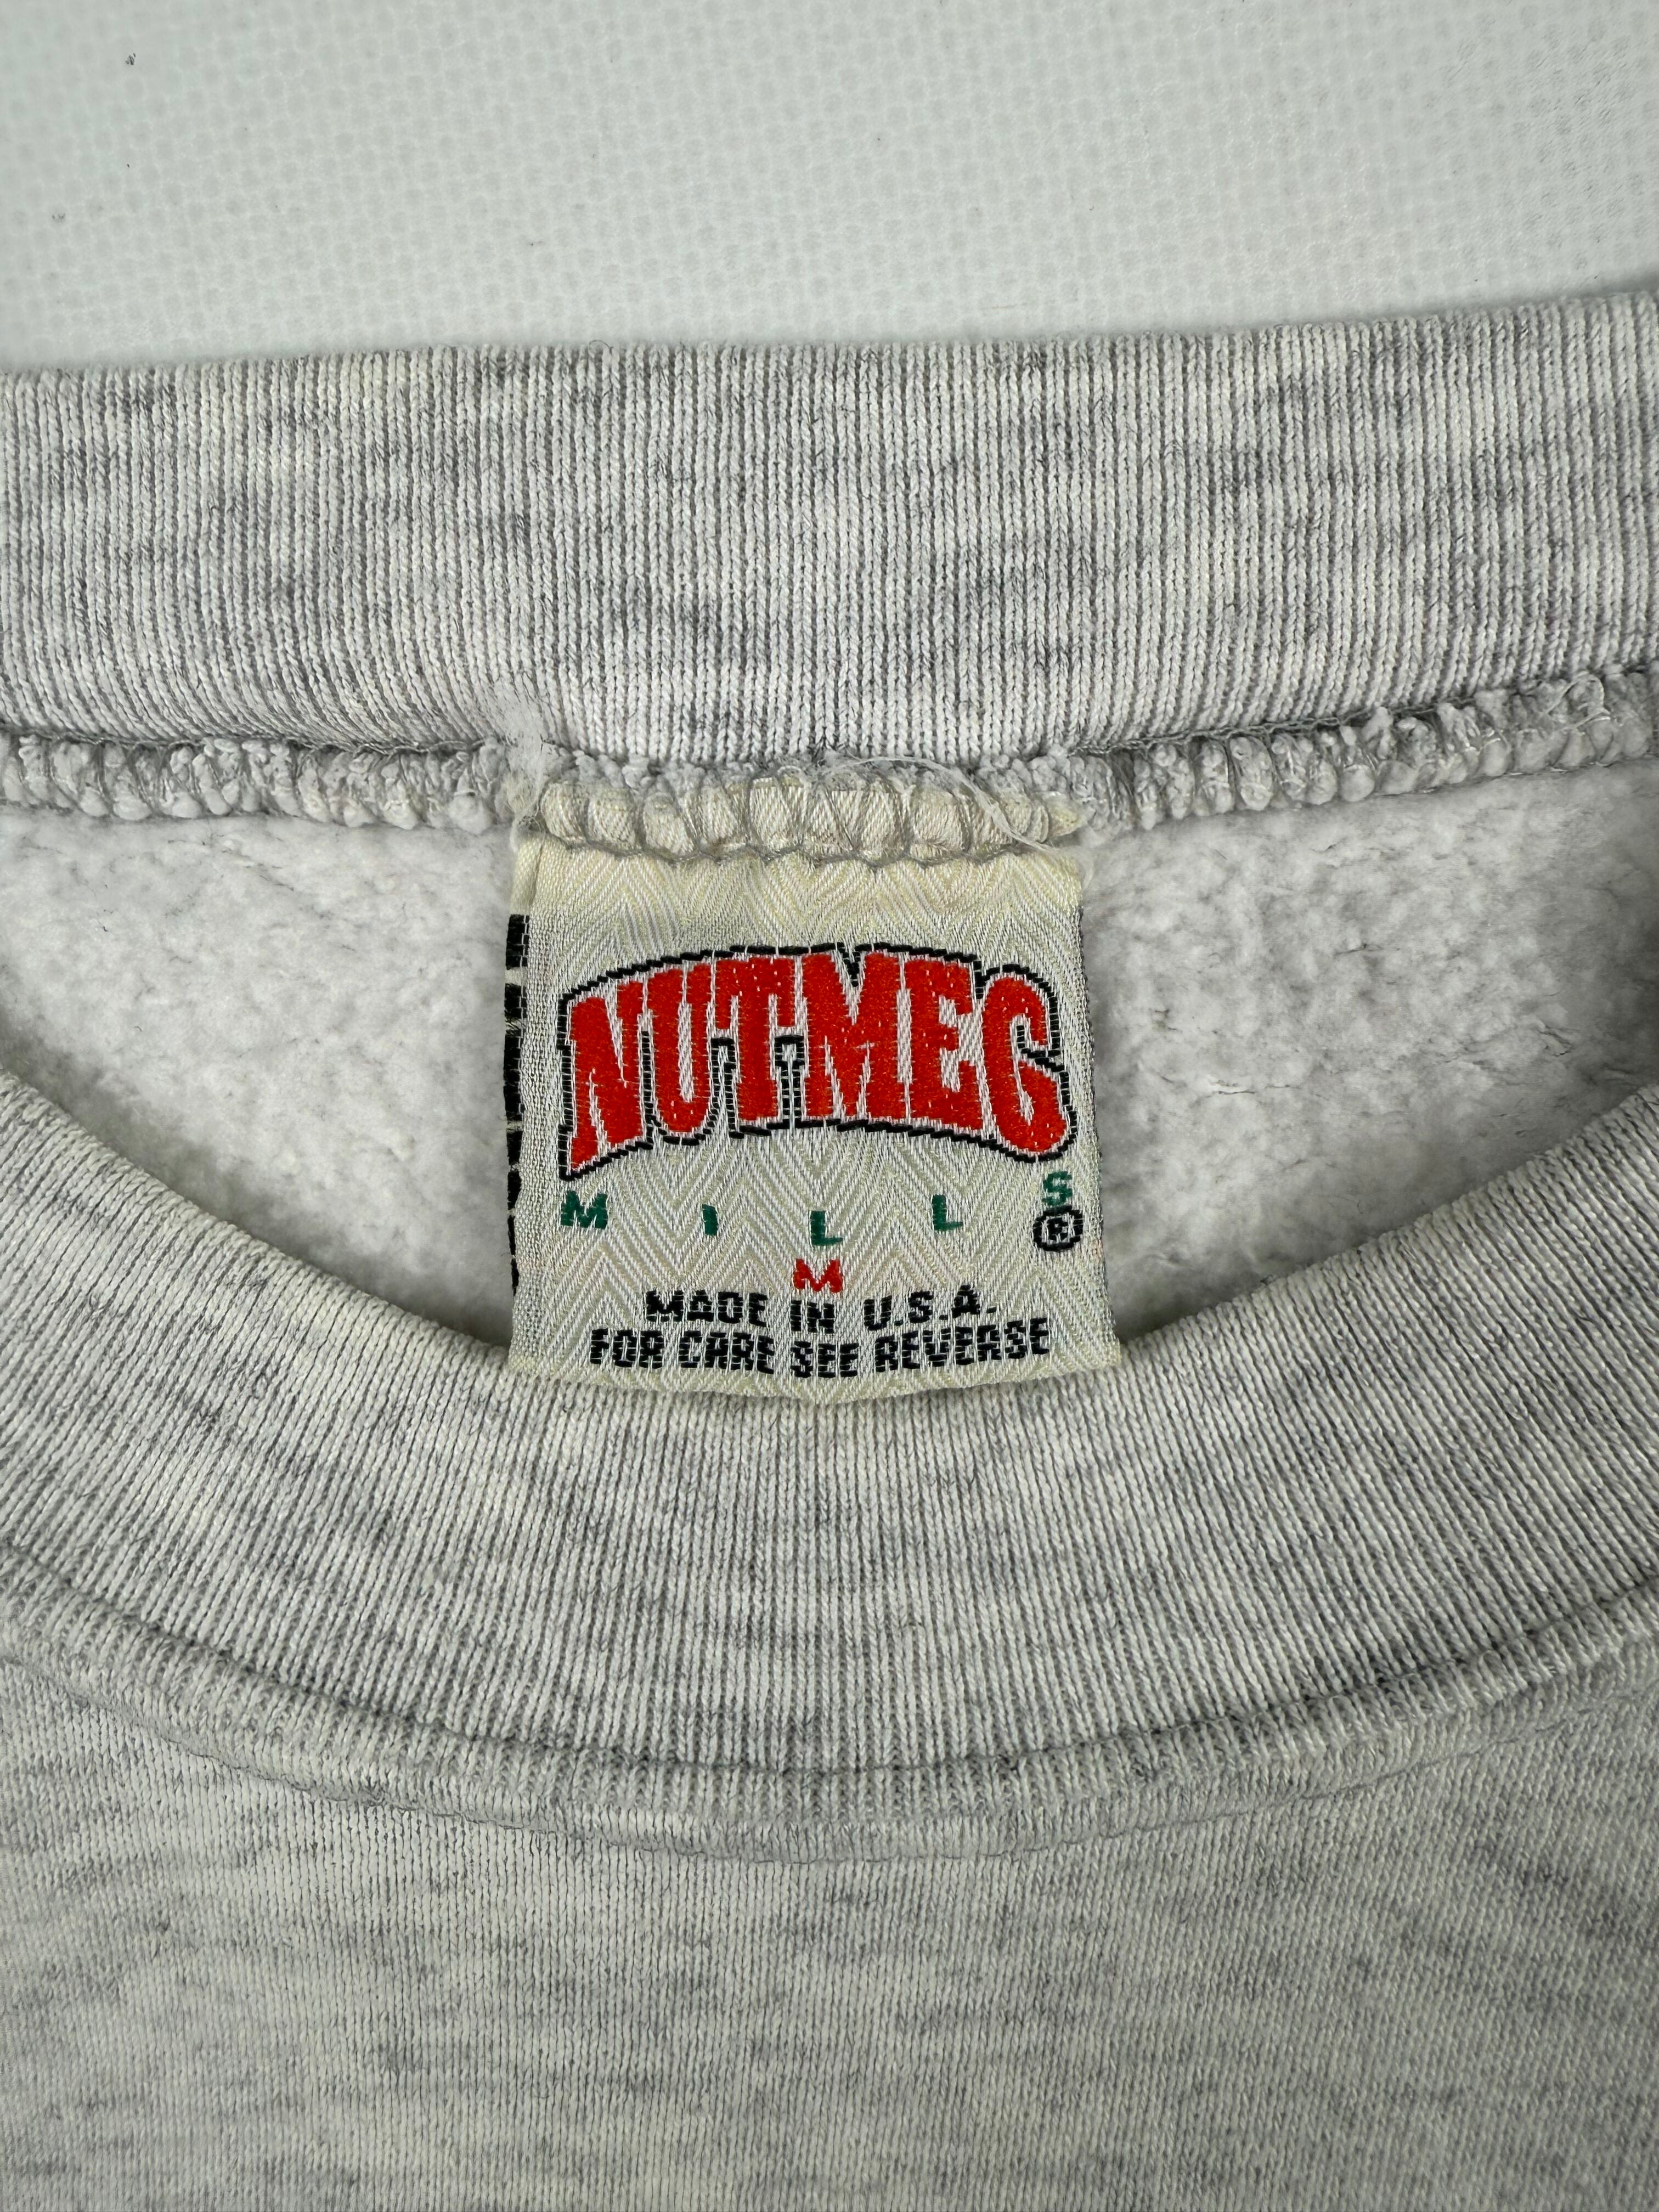 NUTMEG
MILLS®
M
MADE IN U.S.A.
FOR CARE SEE REVERSE